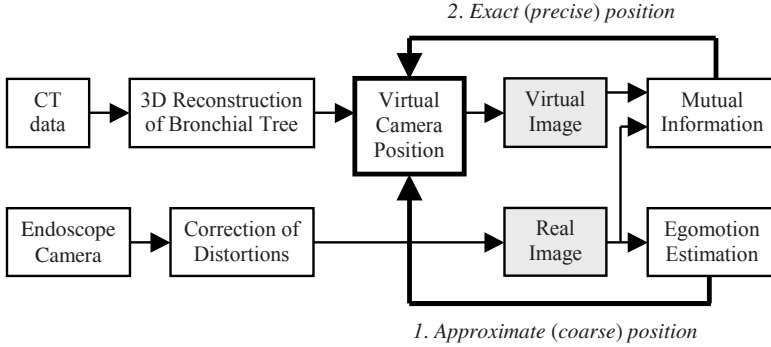 2. Exact (precise) position
CT
data
3D Reconstruction
of Bronchial Tree
Virtual
Camera
Position
Virtual
Image
Mutual
Information
Endoscope
Camera
Correction of
Distortions
Real
Image
Egomotion
Estimation
1. Approximate (coarse) position